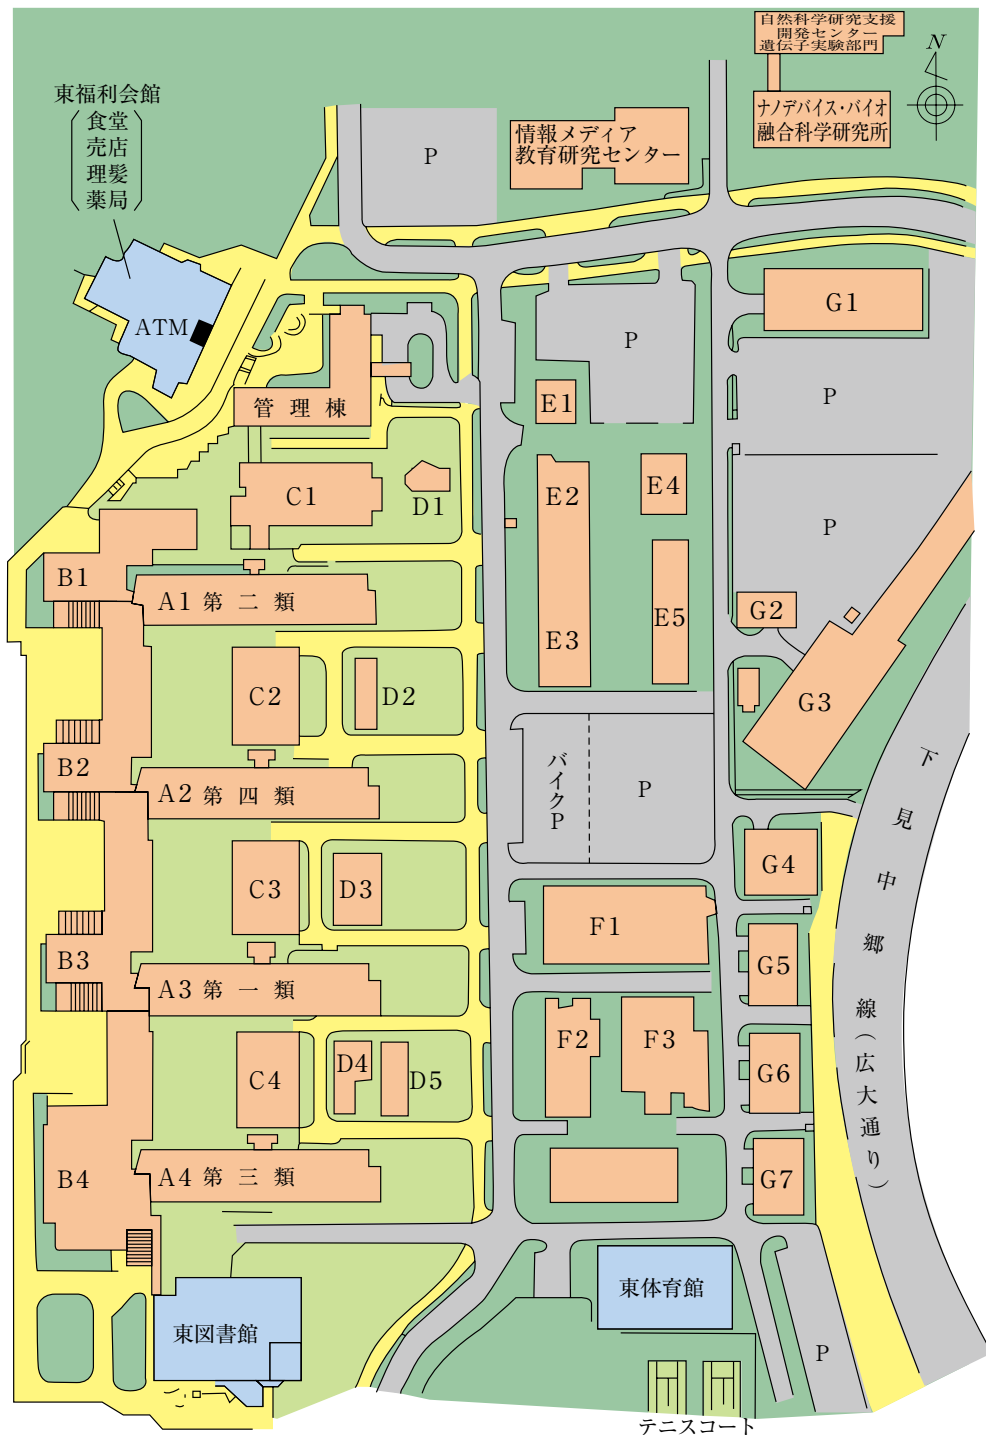 自然科学研究支援
開発センター
遺伝子実験部門
N
ナノデバイス・バイオ
融合科学研究所
東福利会館
食堂
売店
理髪
薬局
P
情報メディア
教育研究センター
ATM
G1
P
P
E1
管理棟
C1
D1
E2
E4
P
B1
A1 第二類
E3
E5
G2
C2
D2
G3
B2
A2 第四類
バイクP
P
下見中郷線(広大通り)
C3
D3
G4
F1
B3
A3 第一類
G5
C4
D4
D5
F2
F3
G6
B4
A4 第三類
G7
東体育館
東図書館
P
テニスコート